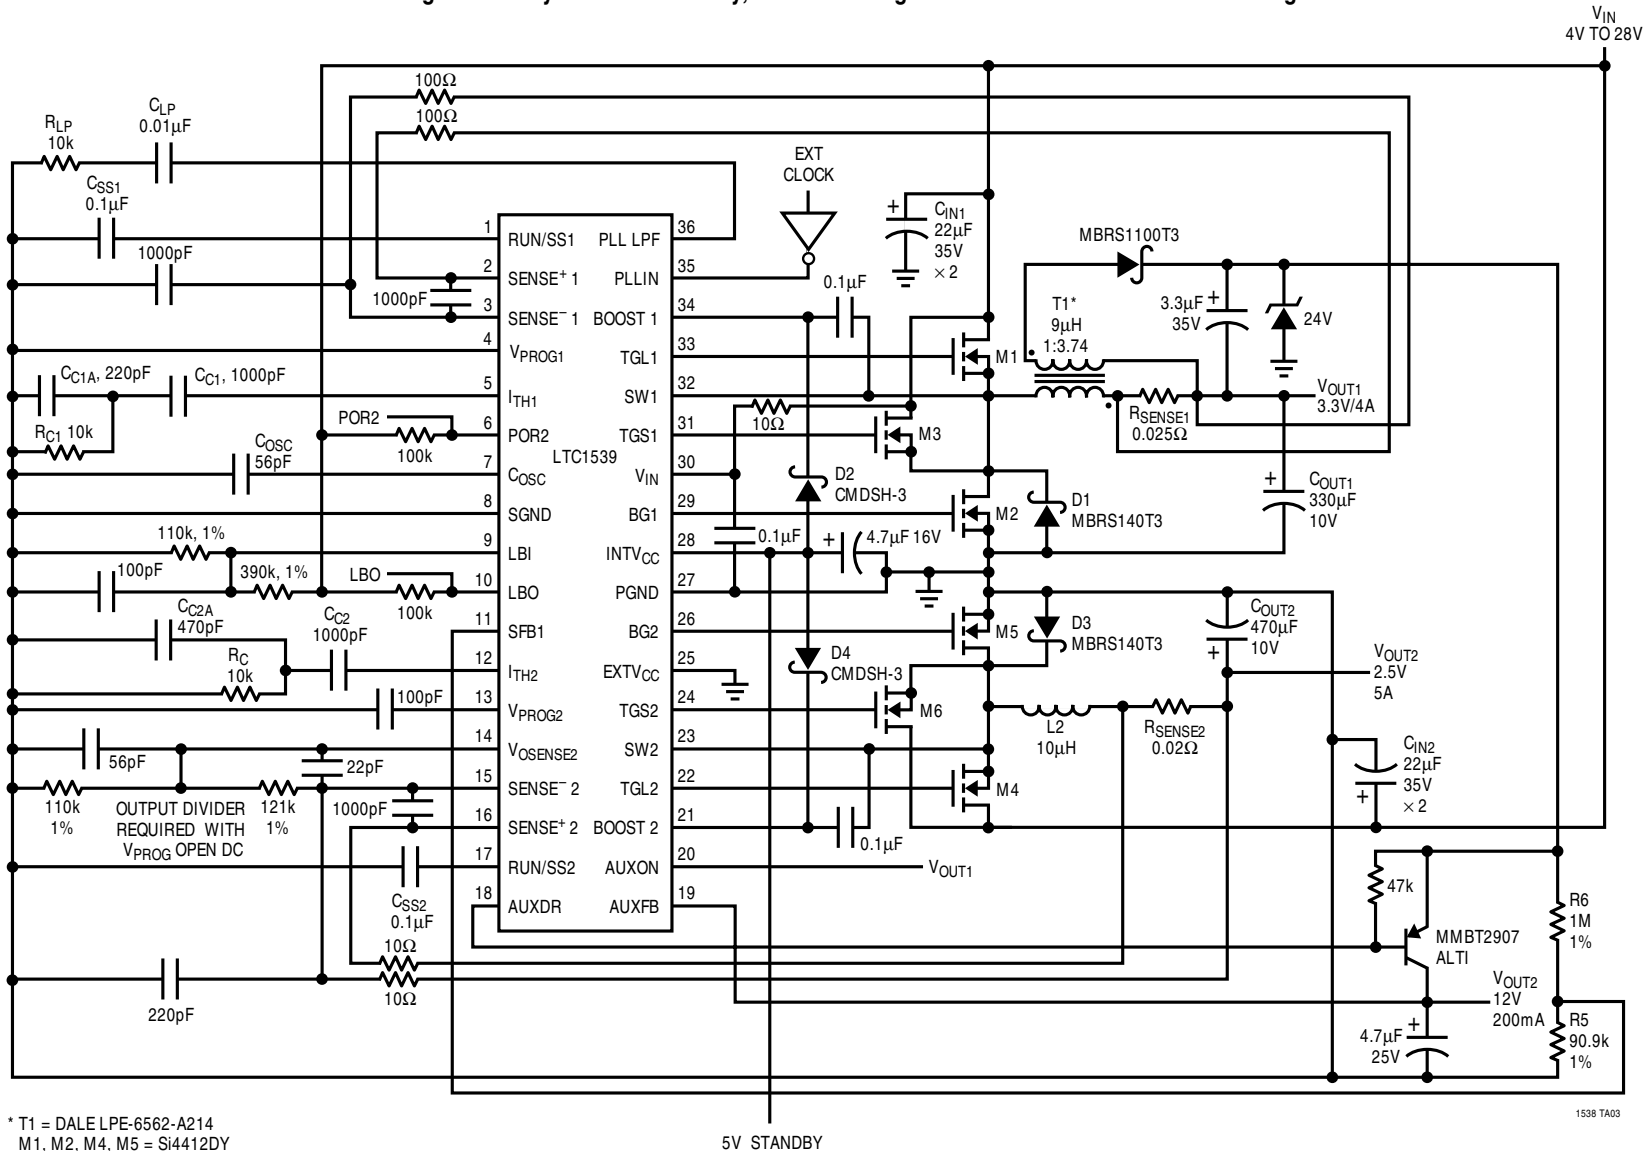 VIN
4V TO 28V
100Ω
100Ω
CLP
0.01µF
RLP
10k
CSS1
0.1µF
1000pF
EXT
CLOCK
+
CIN1
22µF
35V
× 2
MBRS1100T3
T1*
9µH
1:3.74
3.3µF
+
35V
24V
VOUT1
3.3V/4A
RSENSE1
0.025Ω
1 RUN/SS1 PLL LPF 36
2 SENSE+ 1 PLLIN 35
1000pF
3 SENSE− 1 BOOST 1 34
0.1µF
4 VPROG1 TGL1 33
M1
CC1A, 220pF
CC1, 1000pF
5 ITH1 SW1 32
RC1 10k
POR2
100k
6 POR2 TGS1 31
10Ω
M3
LTC1539
COSC
56pF
7 COSC VIN 30
D2
CMDSH-3
+
COUT1
330µF
10V
8 SGND BG1 29
M2
D1
MBRS140T3
110k, 1%
0.1µF
9 LBI INTVCC 28
+
4.7µF 16V
100pF
390k, 1%
LBO
100k
10 LBO PGND 27
CC2A
470pF
CC2
1000pF
11 SFB1 BG2 26
M5
D3
MBRS140T3
COUT2
470µF
10V
+
RC
10k
12 ITH2 EXTVCC 25
D4
CMDSH-3
VOUT2
2.5V
5A
100pF
13 VPROG2 TGS2 24
M6
L2
10µH
RSENSE2
0.02Ω
56pF
14 VOSENSE2 SW2 23
22pF
CIN2
22µF
35V
× 2
+
110k
1%
121k
1%
OUTPUT DIVIDER
REQUIRED WITH
VPROG OPEN DC
1000pF
15 SENSE− 2 TGL2 22
M4
16 SENSE+ 2 BOOST 2 21
0.1µF
17 RUN/SS2 AUXON 20
VOUT1
CSS2
0.1µF
18 AUXDR AUXFB 19
47k
R6
1M
1%
MMBT2907
ALTI
10Ω
10Ω
220pF
VOUT2
12V
200mA
4.7µF
+
25V
R5
90.9k
1%
1538 TA03
* T1 = DALE LPE-6562-A214
M1, M2, M4, M5 = Si4412DY
5V STANDBY